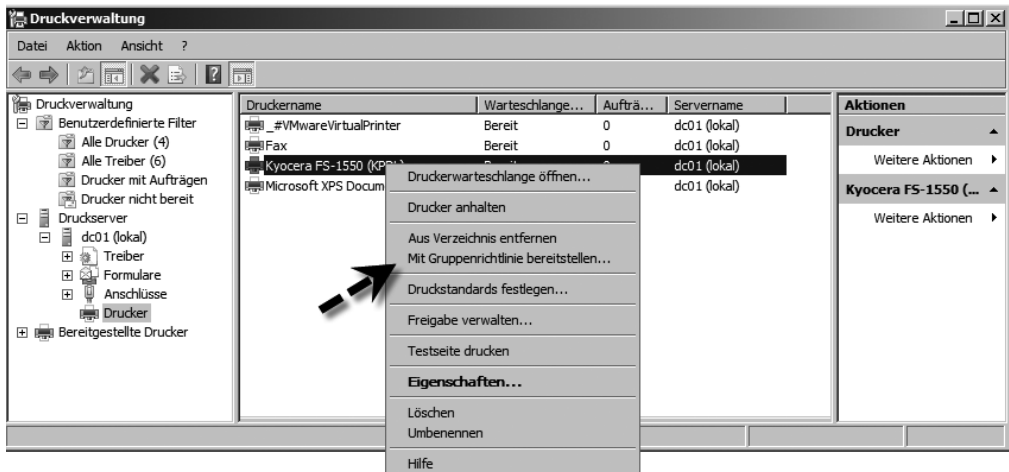 Druckverwaltung
Datei Aktion Ansicht ?
Druckverwaltung
Benutzerdefinierte Filter
Alle Drucker (4)
Alle Treiber (6)
Drucker mit Aufträgen
Drucker nicht bereit
Druckserver
dc01 (lokal)
Treiber
Formulare
Anschlüsse
Drucker
Bereitgestellte Drucker
Druckername Warteschlange... Aufträ... Servername
_#VMwareVirtualPrinter Bereit 0 dc01 (lokal)
Fax Bereit 0 dc01 (lokal)
Kyocera FS-1550 dc01 (lokal)
Microsoft XPS Docum dc01 (lokal)
Druckerwarteschlange öffnen...
Drucker anhalten
Aus Verzeichnis entfernen
Mit Gruppenrichtlinie bereitstellen...
Druckstandards festlegen...
Freigabe verwalten...
Testseite drucken
Eigenschaften...
Löschen
Umbenennen
Hilfe
Aktionen
Drucker
Weitere Aktionen
Kyocera FS-1550 (...
Weitere Aktionen